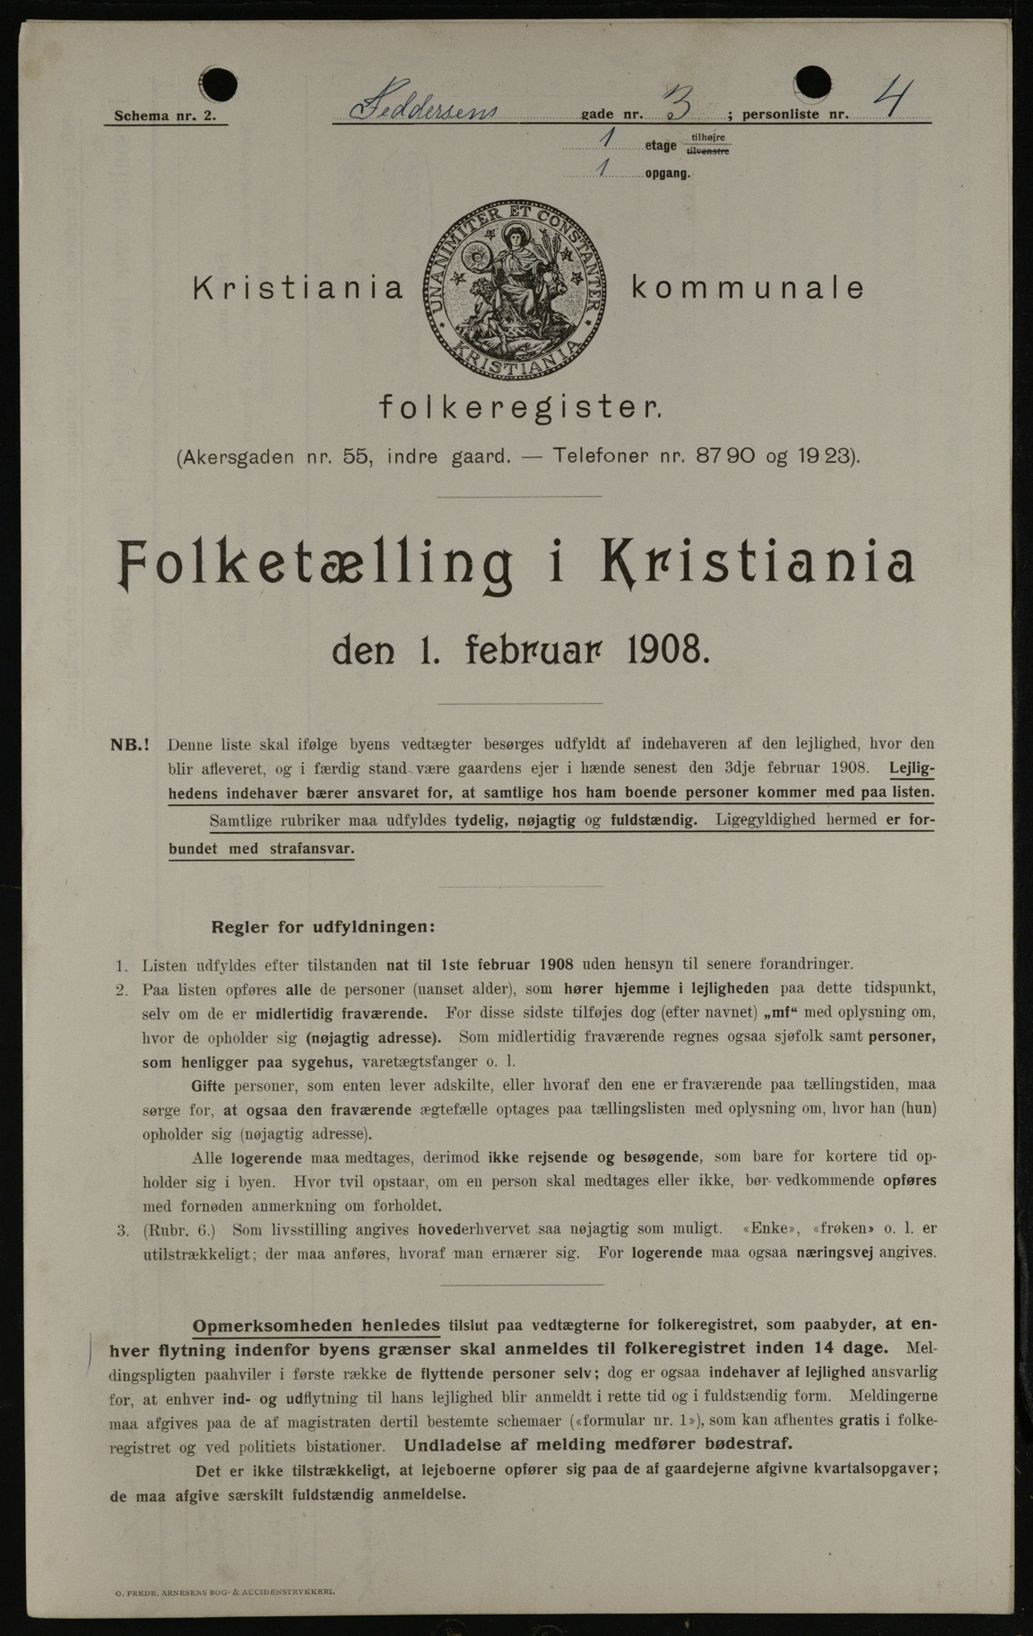 Schema nr. 2.
Feddersens gade nr. 3 ; personliste nr. 4
1 etage tilhøjre tilvenstre
1 opgang.
UNANIMITER ET CONSTANTER
KRISTIANIA
Kristiania kommunale
folkeregister.
(Akersgaden nr. 55, indre gaard. — Telefoner nr. 87 90 og 19 23).
Folketælling i Kristiania
den 1. februar 1908.
NB.! Denne liste skal ifølge byens vedtægter besørges udfyldt af indehaveren af den lejlighed, hvor den
blir afleveret, og i færdig stand være gaardens ejer i hænde senest den 3dje februar 1908. Lejlig-
hedens indehaver bærer ansvaret for, at samtlige hos ham boende personer kommer med paa listen.
Samtlige rubriker maa udfyldes tydelig, nøjagtig og fuldstændig. Ligegyldighed hermed er for-
bundet med strafansvar.
Regler for udfyldningen:
1. Listen udfyldes efter tilstanden nat til 1ste februar 1908 uden hensyn til senere forandringer.
2. Paa listen opføres alle de personer (uanset alder), som hører hjemme i lejligheden paa dette tidspunkt,
selv om de er midlertidig fraværende. For disse sidste tilføjes dog (efter navnet) „mf“ med oplysning om,
hvor de opholder sig (nøjagtig adresse). Som midlertidig fraværende regnes ogsaa sjøfolk samt personer,
som henligger paa sygehus, varetægtsfanger o. l.
Gifte personer, som enten lever adskilte, eller hvoraf den ene er fraværende paa tællingstiden, maa
sørge for, at ogsaa den fraværende ægtefælle optages paa tællingslisten med oplysning om, hvor han (hun)
opholder sig (nøjagtig adresse).
Alle logerende maa medtages, derimod ikke rejsende og besøgende, som bare for kortere tid op-
holder sig i byen. Hvor tvil opstaar, om en person skal medtages eller ikke, bør vedkommende opføres
med fornøden anmerkning om forholdet.
3. (Rubr. 6.) Som livsstilling angives hovederhvervet saa nøjagtig som muligt. «Enke», «frøken» o. l. er
utilstrækkeligt; der maa anføres, hvoraf man ernærer sig. For logerende maa ogsaa næringsvej angives.
Opmerksomheden henledes tilslut paa vedtægterne for folkeregistret, som paabyder, at en-
hver flytning indenfor byens grænser skal anmeldes til folkeregistret inden 14 dage. Mel-
dingspligten paahviler i første række de flyttende personer selv; dog er ogsaa indehaver af lejlighed ansvarlig
for, at enhver ind- og udflytning til hans lejlighed blir anmeldt i rette tid og i fuldstændig form. Meldingerne
maa afgives paa de af magistraten dertil bestemte schemaer («formular nr. 1»), som kan afhentes gratis i folke-
registret og ved politiets bistationer. Undladelse af melding medfører bødestraf.
Det er ikke tilstrækkeligt, at lejeboerne opfører sig paa de af gaardejerne afgivne kvartalsopgaver;
de maa afgive særskilt fuldstændig anmeldelse.
O. FREDR. ARNESENS BOG- & ACCIDENSTRYKKERI.